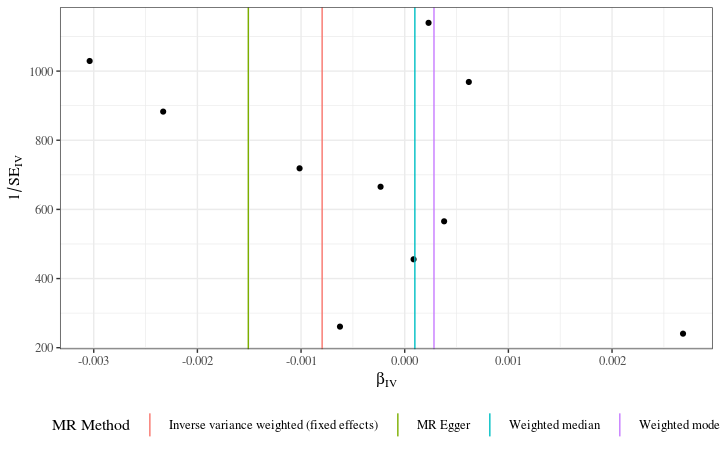 1000
800
600
400
200
1/SE_IV
-0.003 -0.002 -0.001 0.000 0.001 0.002
β_IV
MR Method Inverse variance weighted (fixed effects) MR Egger Weighted median Weighted mode